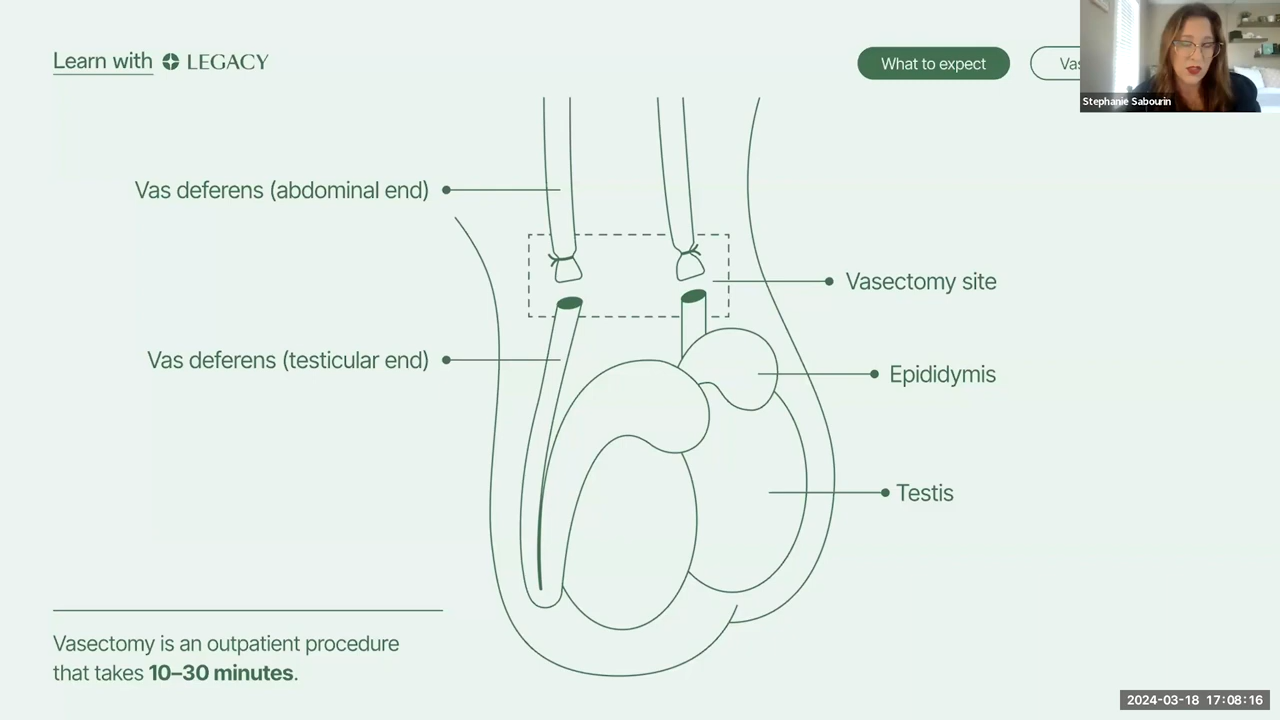 Learn with LEGACY
What to expect
Vas
Stephanie Sabourin
Vas deferens (abdominal end)
Vasectomy site
Vas deferens (testicular end)
Epididymis
Testis
Vasectomy is an outpatient procedure
that takes 10–30 minutes.
2024-03-18 17:08:16